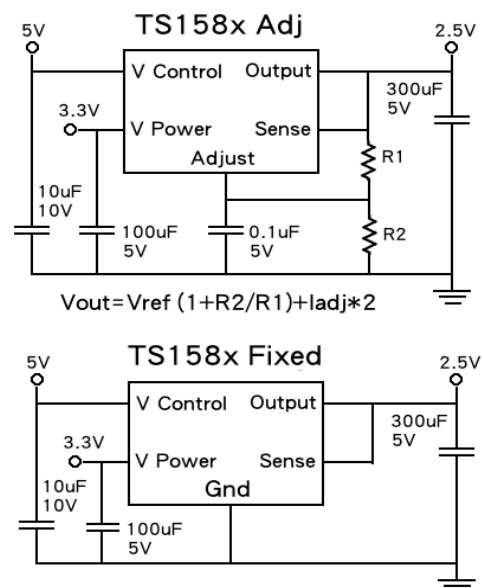 TS158x Adj
5V
2.5V
V Control
Output
300uF
5V
3.3V
V Power
Sense
Adjust
R1
10uF
10V
100uF
5V
0.1uF
5V
R2
Vout=Vref (1+R2/R1)+Iadj*2
TS158x Fixed
5V
2.5V
V Control
Output
300uF
5V
3.3V
V Power
Sense
Gnd
10uF
10V
100uF
5V